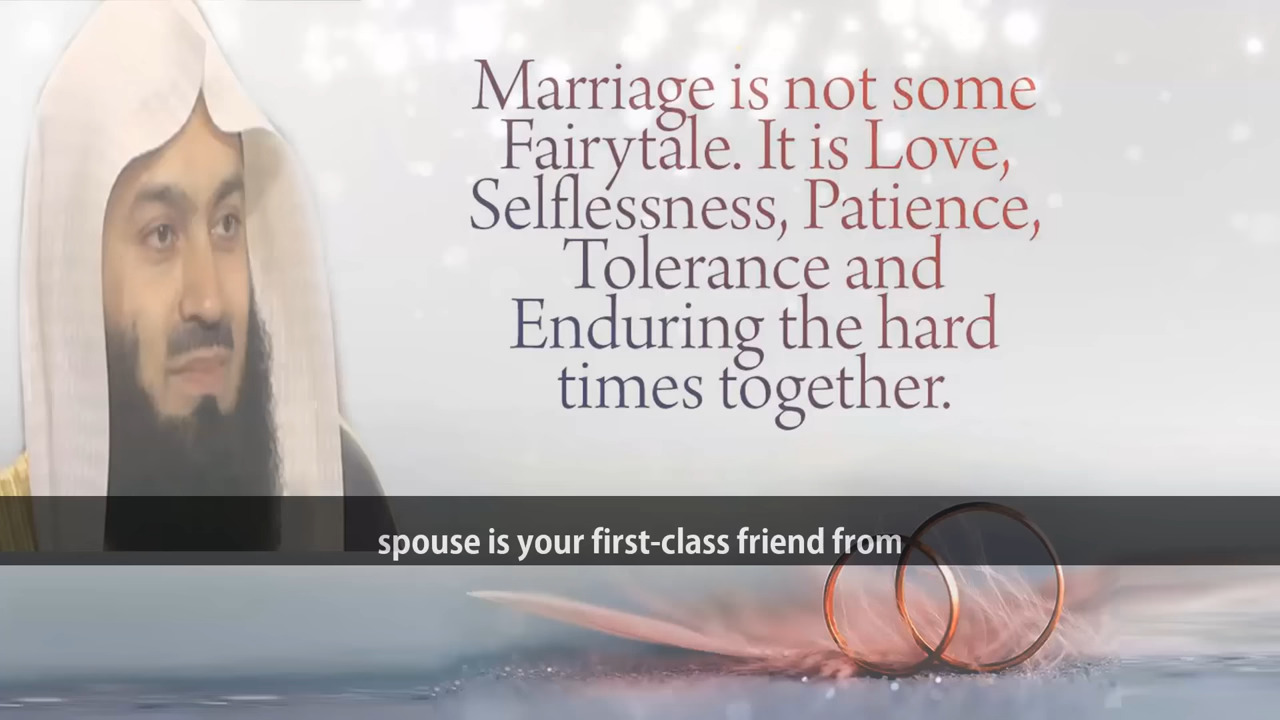 Marriage is not some
Fairytale. It is Love,
Selflessness, Patience,
Tolerance and
Enduring the hard
times together.
spouse is your first-class friend from